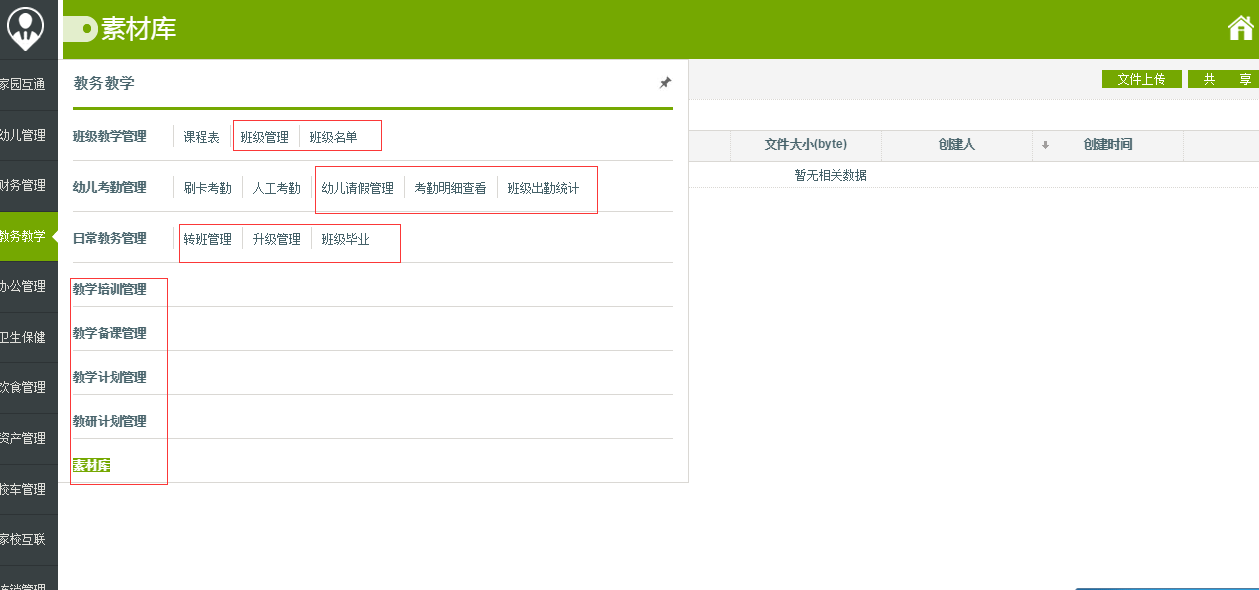 素材库
家园互通
幼儿管理
财务管理
教务教学
办公管理
卫生保健
饮食管理
资产管理
校车管理
家校互联
教务教学
班级教学管理 课程表 班级管理 班级名单
幼儿考勤管理 刷卡考勤 人工考勤 幼儿请假管理 考勤明细查看 班级出勤统计
日常教务管理 转班管理 升级管理 班级毕业
教学培训管理
教学备课管理
教学计划管理
教研计划管理
素材库
文件上传 共 享
文件大小(byte) 创建人 创建时间
暂无相关数据